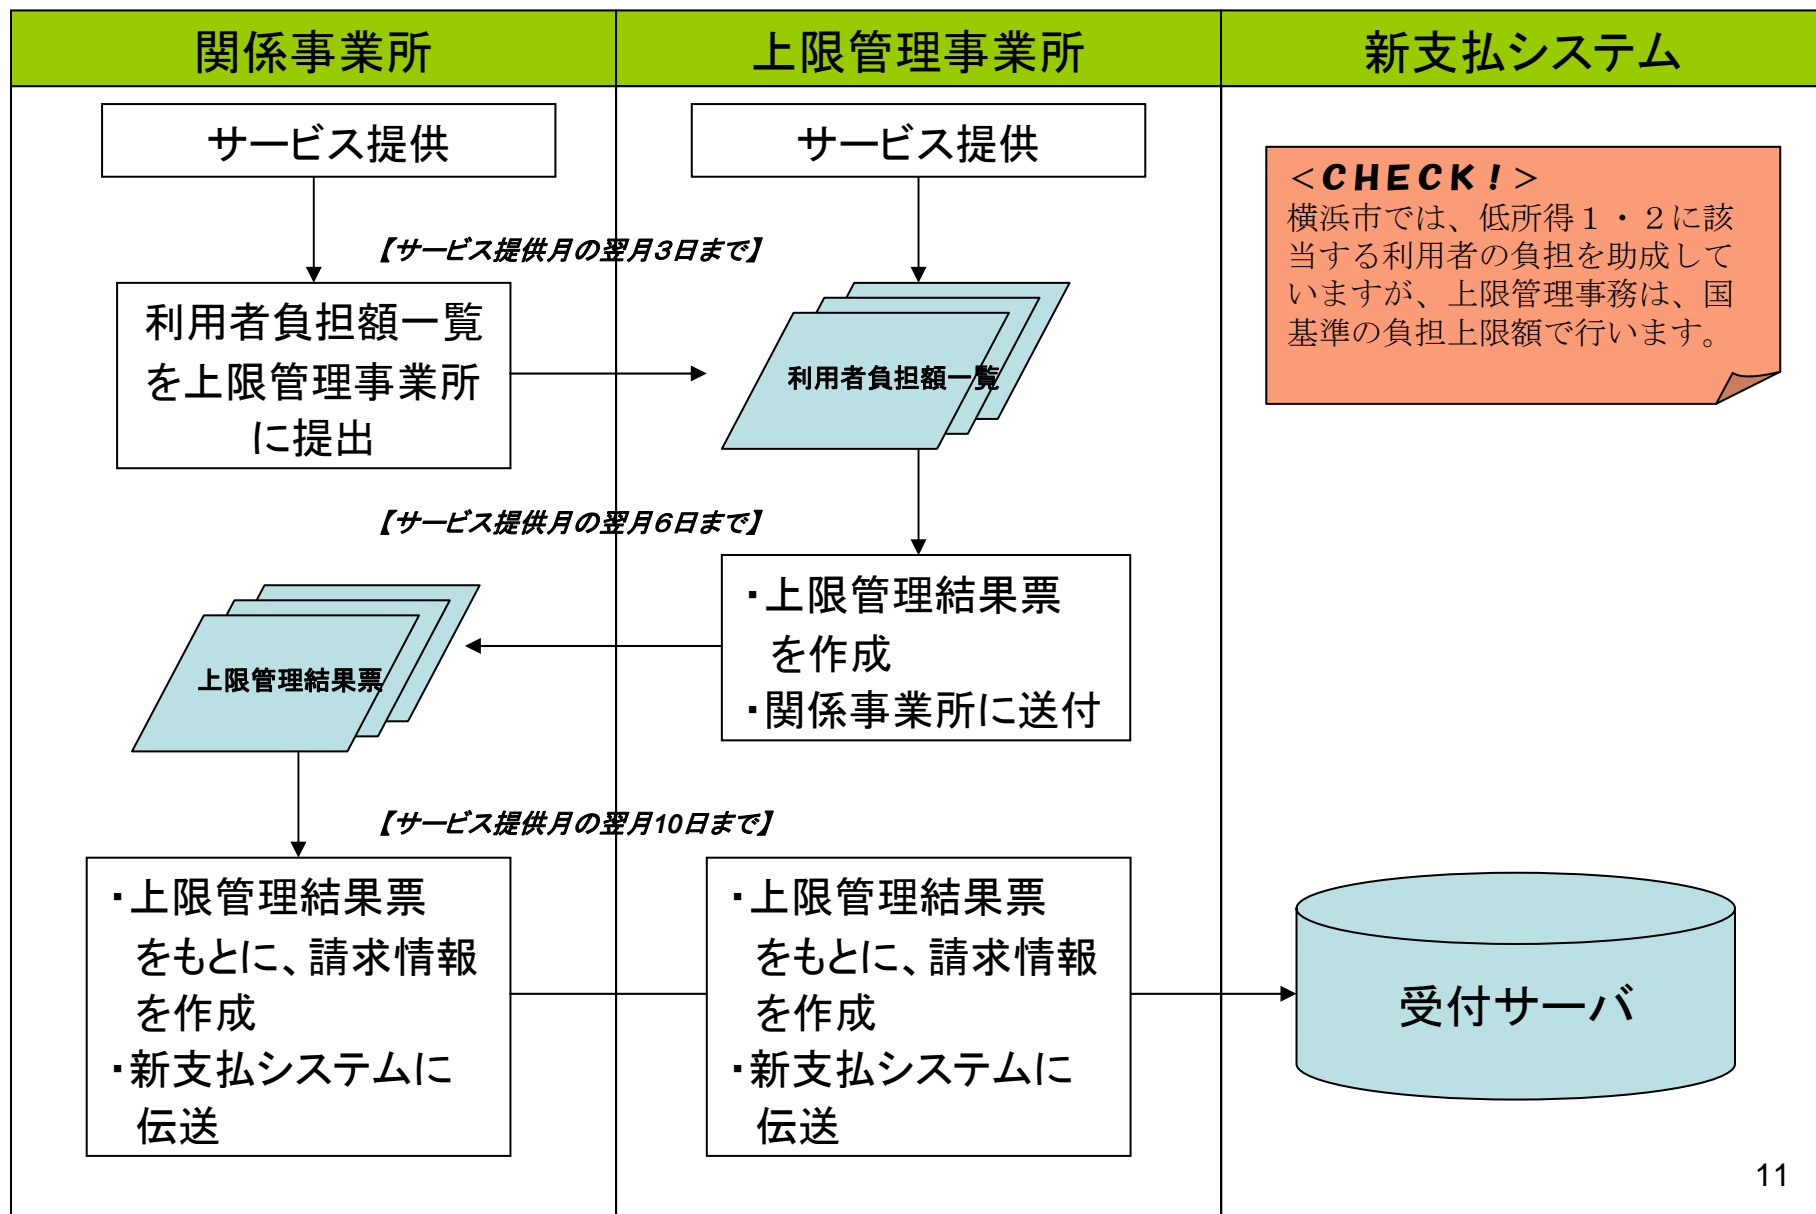 関係事業所
上限管理事業所
新支払システム
サービス提供
サービス提供
<CHECK!>
横浜市では、低所得1・2に該
当する利用者の負担を助成して
いますが、上限管理事務は、国
基準の負担上限額で行います。
【サービス提供月の翌月3日まで】
利用者負担額一覧
を上限管理事業所
に提出
利用者負担額一覧
【サービス提供月の翌月6日まで】
・上限管理結果票
を作成
・関係事業所に送付
上限管理結果票
【サービス提供月の翌月10日まで】
・上限管理結果票
をもとに、請求情報
を作成
・新支払システムに
伝送
・上限管理結果票
をもとに、請求情報
を作成
・新支払システムに
伝送
受付サーバ
11